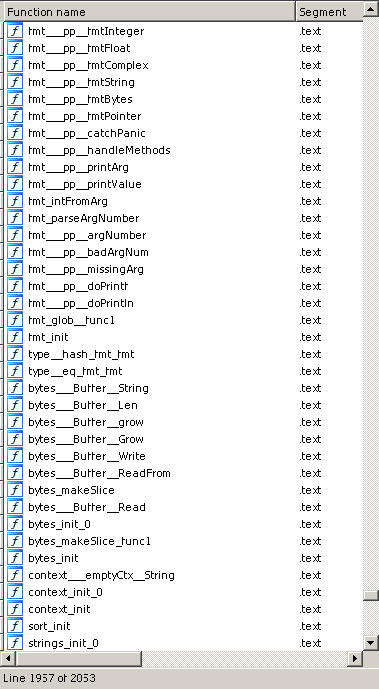 Function name Segment
f fmt___pp__fmtInteger .text
f fmt___pp__fmtFloat .text
f fmt___pp__fmtComplex .text
f fmt___pp__fmtString .text
f fmt___pp__fmtBytes .text
f fmt___pp__fmtPointer .text
f fmt___pp__catchPanic .text
f fmt___pp__handleMethods .text
f fmt___pp__printArg .text
f fmt___pp__printValue .text
f fmt_intFromArg .text
f fmt_parseArgNumber .text
f fmt___pp__argNumber .text
f fmt___pp__badArgNum .text
f fmt___pp__missingArg .text
f fmt___pp__doPrintf .text
f fmt___pp__doPrintln .text
f fmt_glob__func1 .text
f fmt_init .text
f type__hash_fmt_fmt .text
f type__eq_fmt_fmt .text
f bytes___Buffer__String .text
f bytes___Buffer__Len .text
f bytes___Buffer__grow .text
f bytes___Buffer__Grow .text
f bytes___Buffer__Write .text
f bytes___Buffer__ReadFrom .text
f bytes_makeSlice .text
f bytes___Buffer__Read .text
f bytes_init_0 .text
f bytes_makeSlice_func1 .text
f bytes_init .text
f context___emptyCtx__String .text
f context_init_0 .text
f context_init .text
f sort_init .text
f strings_init_0 .text
Line 1957 of 2053